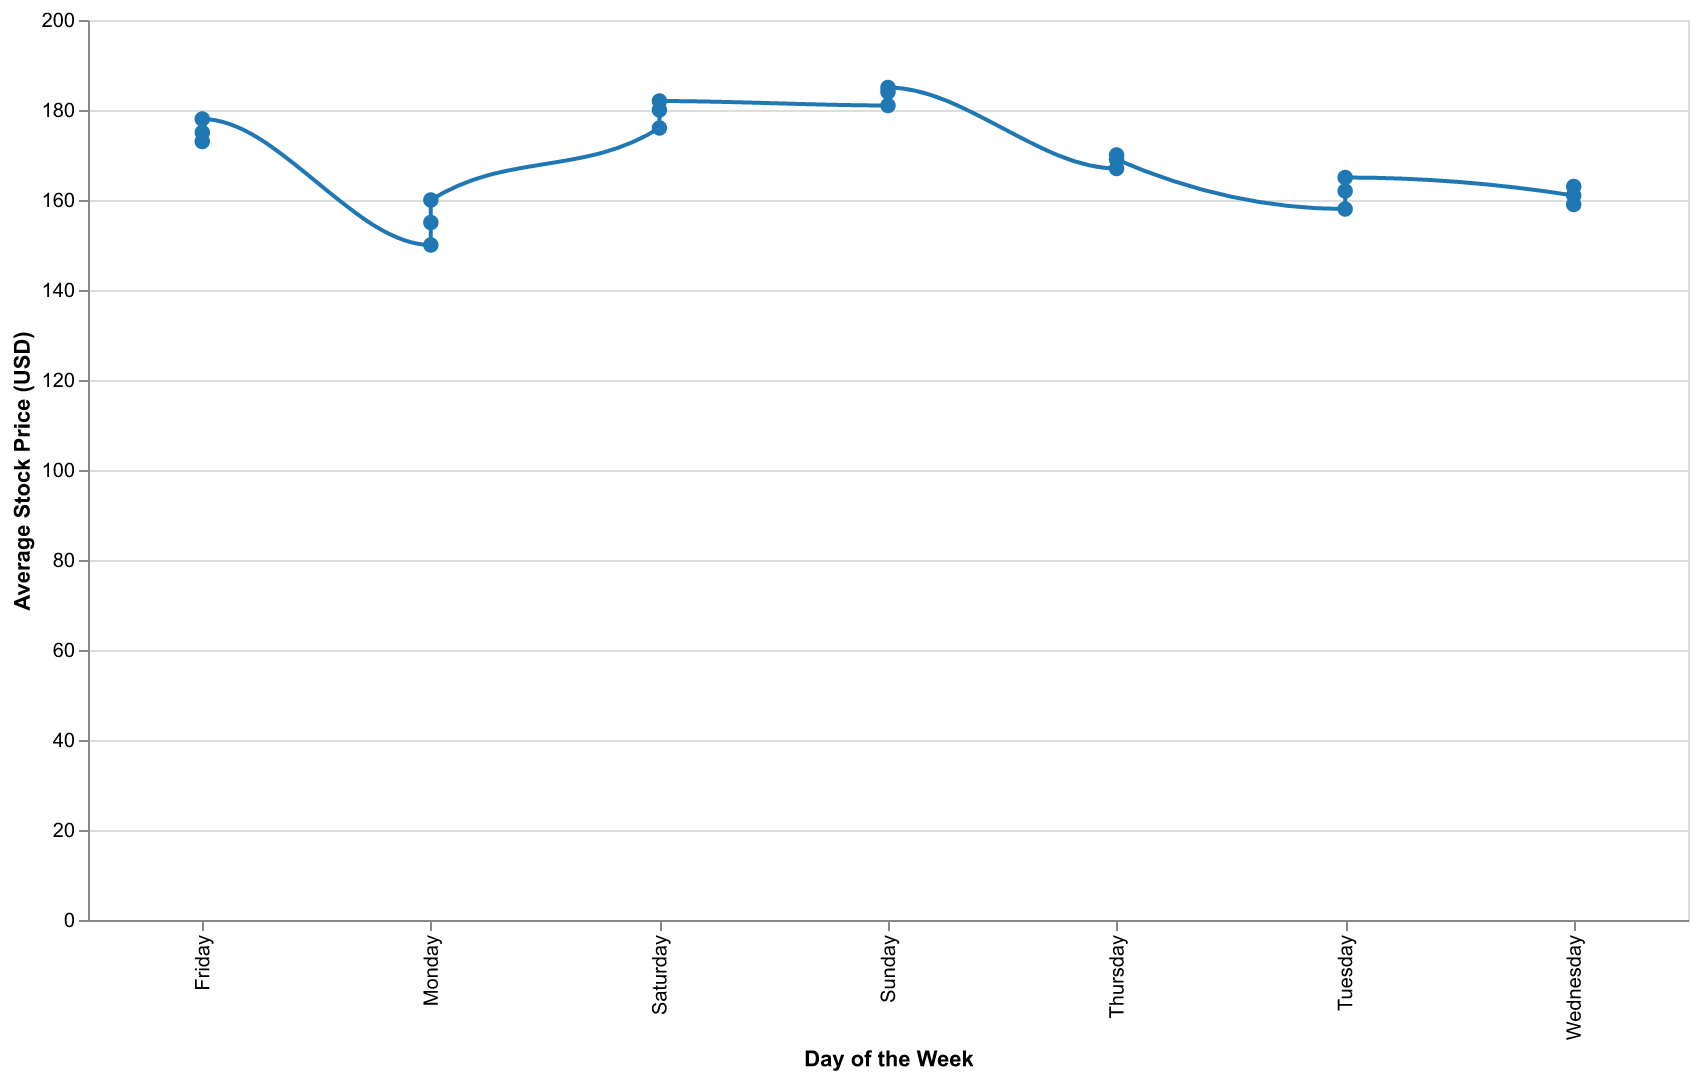 200
180
160
140
120
100
80
60
40
20
0
Average Stock Price (USD)
Friday
Monday
Saturday
Sunday
Thursday
Tuesday
Wednesday
Day of the Week